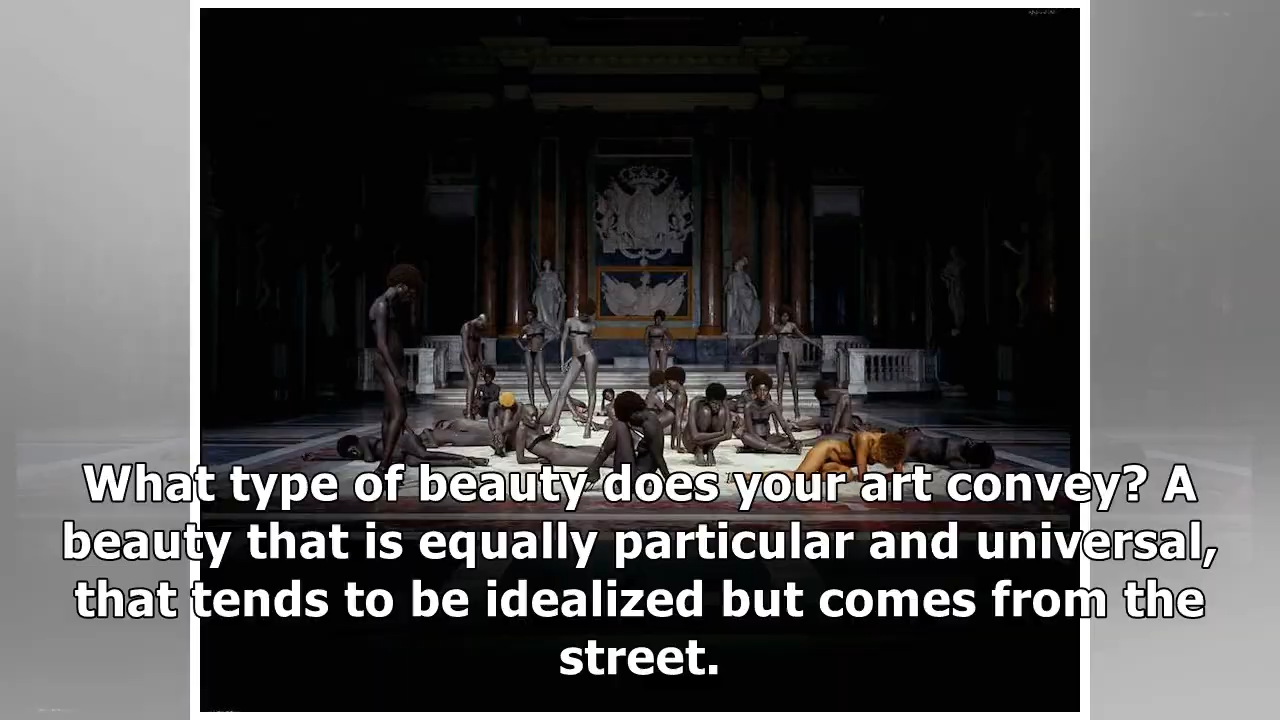 What type of beauty does your art convey? A
beauty that is equally particular and universal,
that tends to be idealized but comes from the
street.